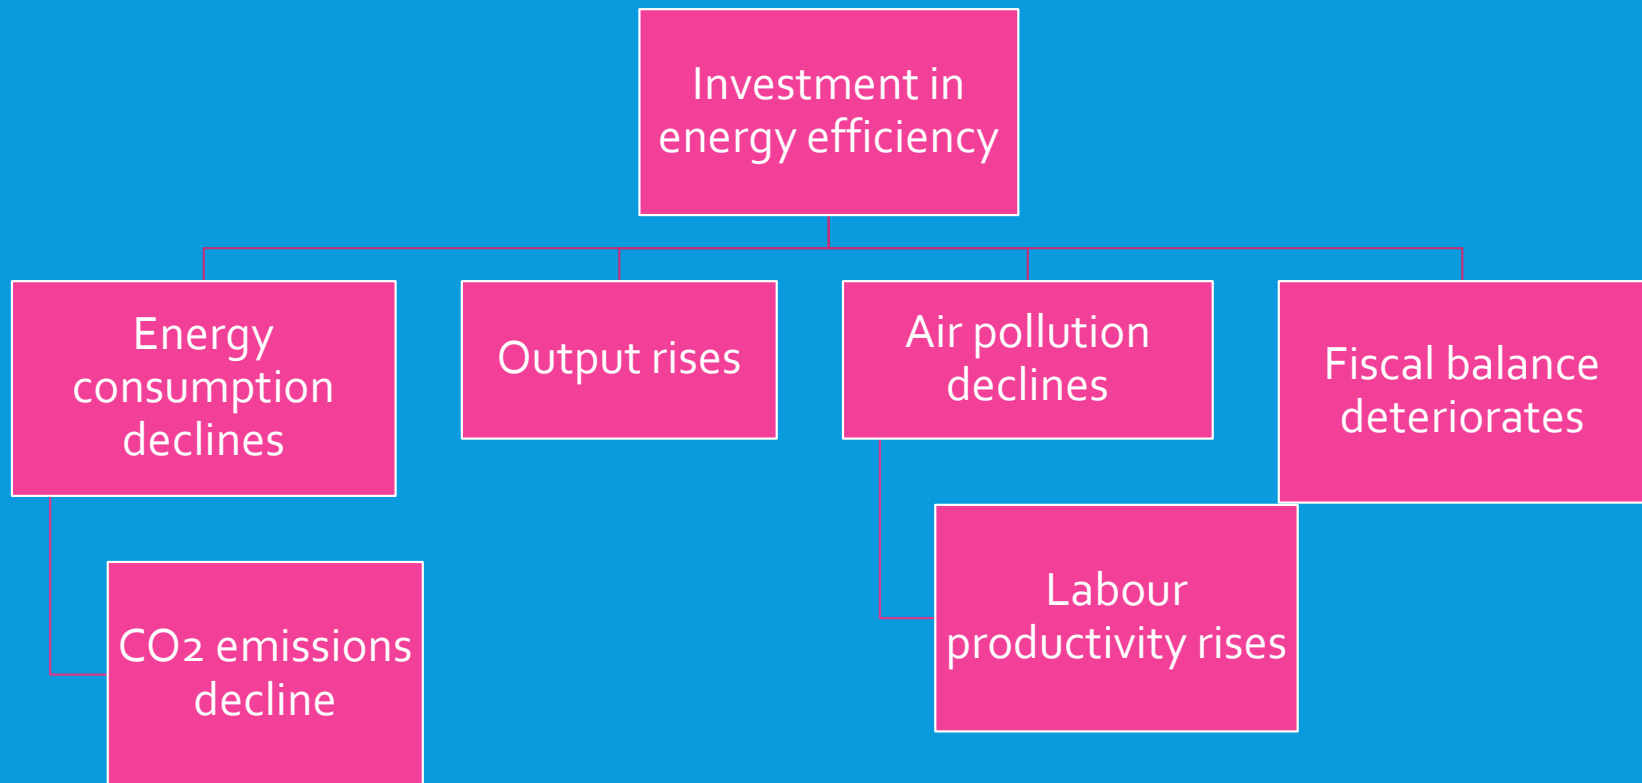 Investment in
energy efficiency
Energy
consumption
declines
Output rises
Air pollution
declines
Fiscal balance
deteriorates
CO2 emissions
decline
Labour
productivity rises